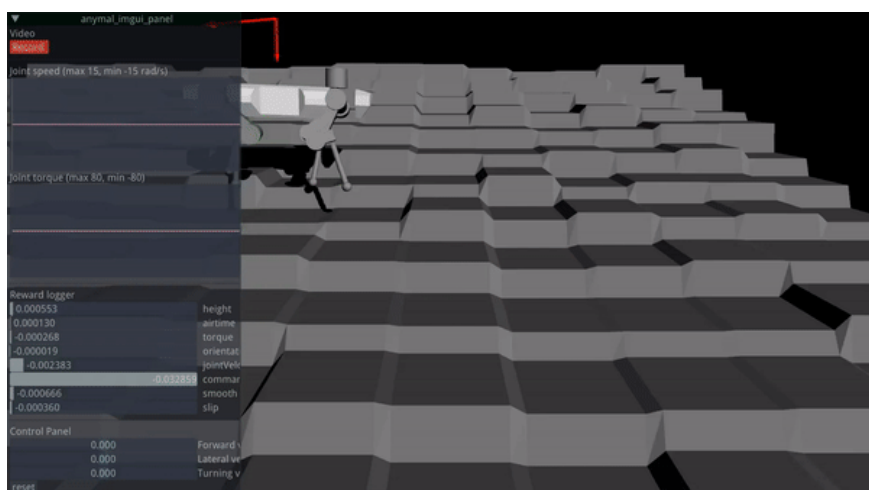 anymal_imgui_panel
Video
Record
Joint speed (max 15, min -15 rad/s)
Joint torque (max 80, min -80)
Reward logger
0.000553 height
0.000130 airtime
-0.000268 torque
-0.000019 orientat
-0.002383 jointVelo
-0.032859 comman
-0.000666 smooth
-0.000360 slip
Control Panel
0.000 Forward v
0.000 Lateral ve
0.000 Turning v
reset